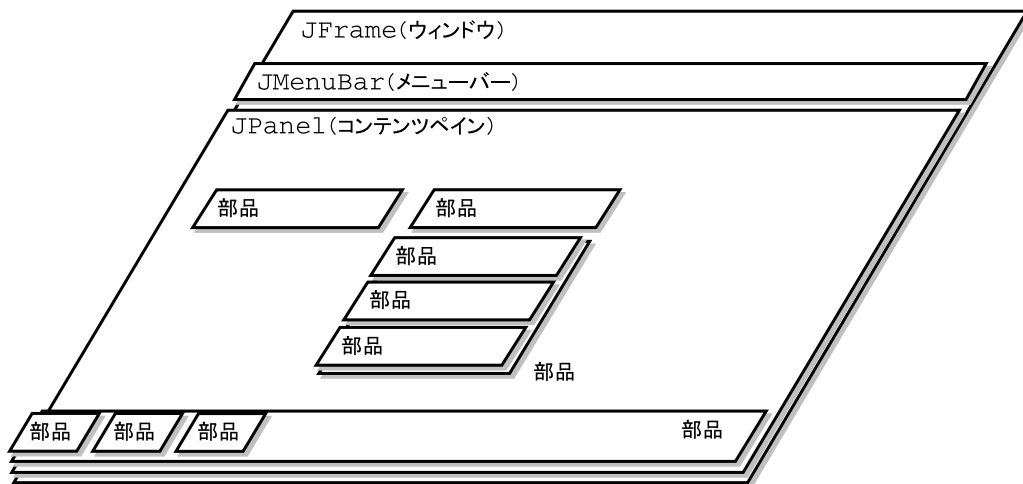 JFrame(ウィンドウ)
JMenuBar(メニューバー)
JPanel(コンテンツペイン)
部品 部品
部品
部品
部品
部品
部品 部品 部品 部品